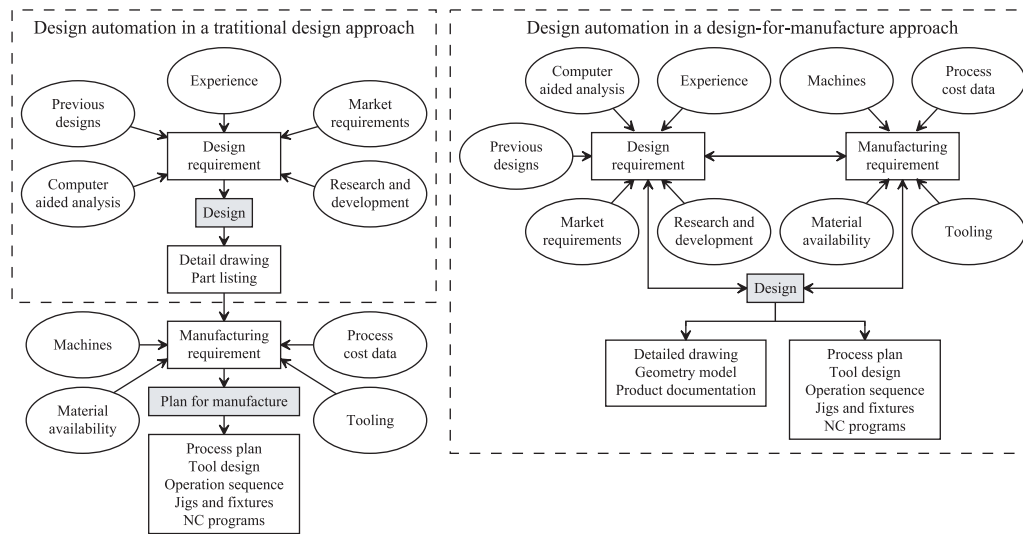 Design automation in a tratitional design approach
Experience
Previous
designs
Market
requirements
Design
requirement
Computer
aided analysis
Research and
development
Design
Detail drawing
Part listing
Machines
Manufacturing
requirement
Process
cost data
Material
availability
Plan for manufacture
Tooling
Process plan
Tool design
Operation sequence
Jigs and fixtures
NC programs
Design automation in a design-for-manufacture approach
Computer
aided analysis
Experience
Machines
Process
cost data
Previous
designs
Design
requirement
Manufacturing
requirement
Market
requirements
Research and
development
Material
availability
Tooling
Design
Detailed drawing
Geometry model
Product documentation
Process plan
Tool design
Operation sequence
Jigs and fixtures
NC programs